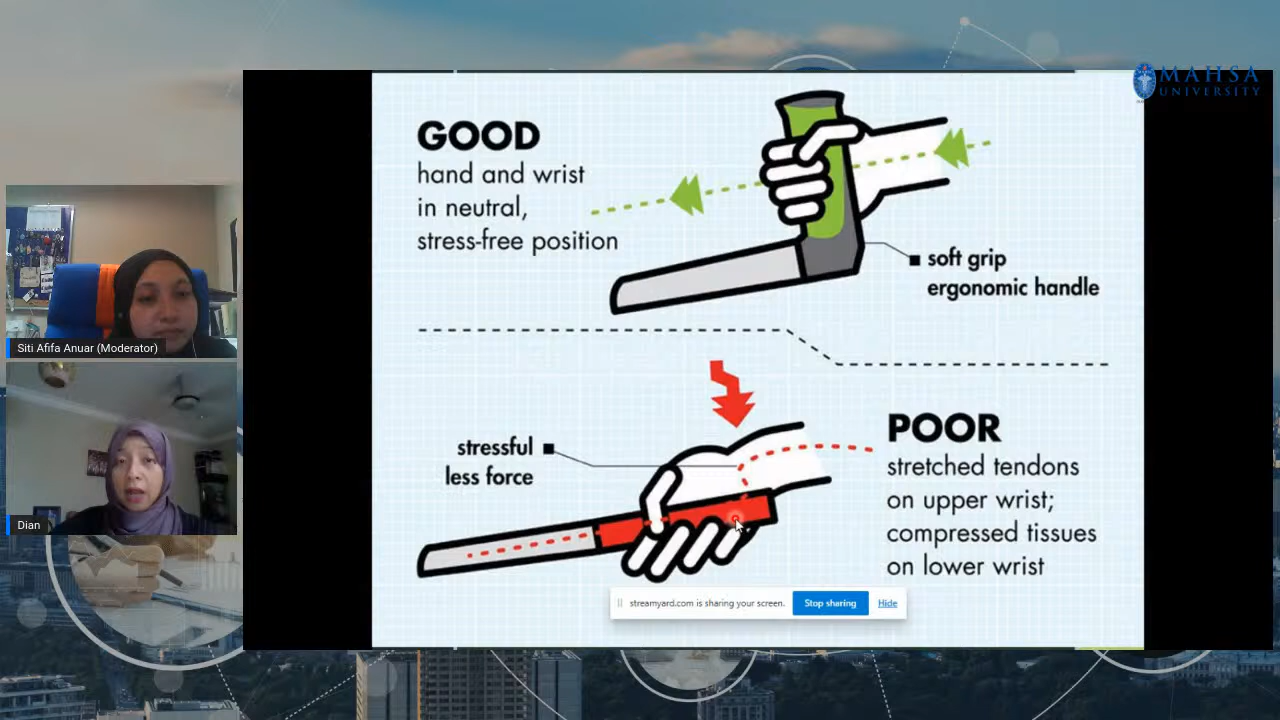 MAHSA
UNIVERSITY
GOOD
hand and wrist
in neutral,
stress-free position
soft grip
ergonomic handle
Siti Afifa Anuar (Moderator)
Dian
stressful
less force
POOR
stretched tendons
on upper wrist;
compressed tissues
on lower wrist
streamyard.com is sharing your screen.
Stop sharing
Hide